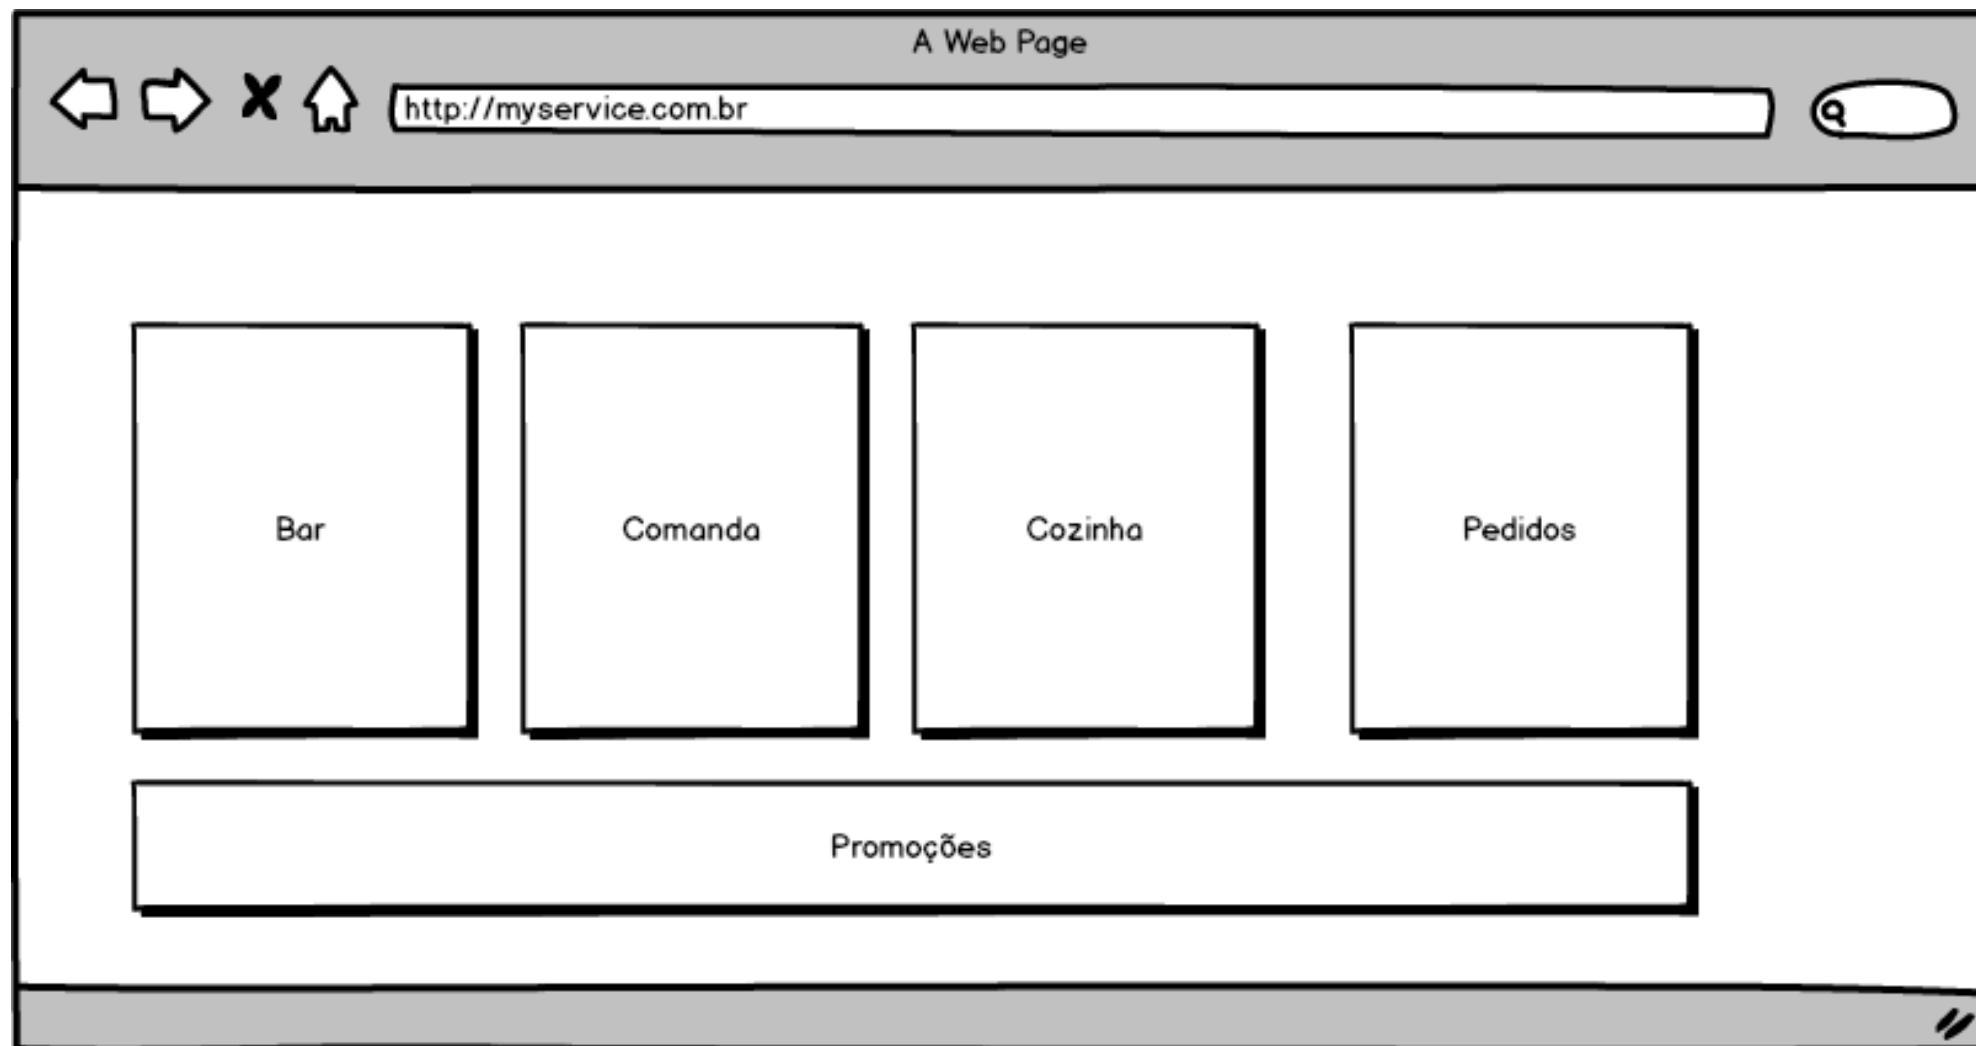 A Web Page
http://myservice.com.br
Bar
Comanda
Cozinha
Pedidos
Promoções